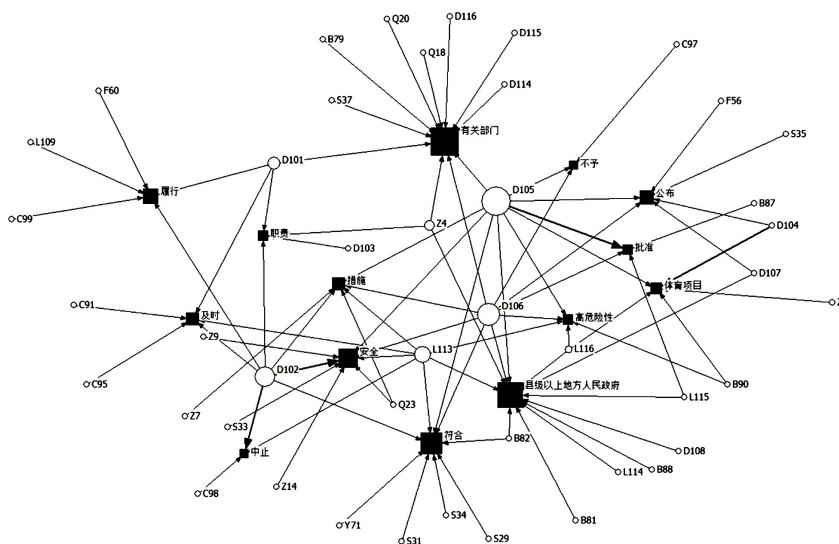 Q20
D116
D115
B79
Q18
C97
D114
F60
S37
F56
有关部门
S35
L109
D101
不予
履行
D105
公布
B87
C99
Z4
D104
职责
D103
批准
D107
措施
体育项目
C91
D106
Z
及时
高危险性
Z9
安全
L113
L116
D102
县级以上地方人民政府
B90
C95
Q23
L115
Z7
S33
符合
B82
中止
D108
L114
B88
C98
Z14
Y71
S34
B81
S31
S29